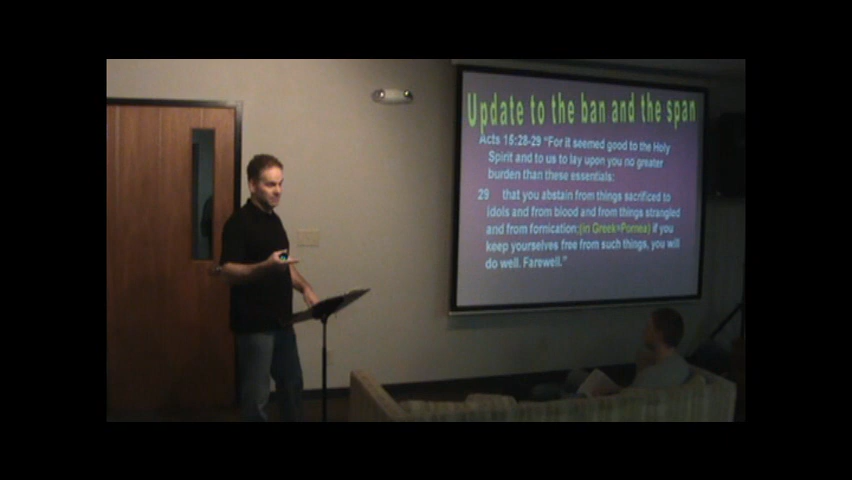 Update to the ban and the span
Acts 15:28-29 "For it seemed good to the Holy
Spirit and to us to lay upon you no greater
burden than these essentials:
29 that you abstain from things sacrificed to
idols and from blood and from things strangled
and from fornication;(in Greek=Pornea) if you
keep yourselves free from such things, you will
do well. Farewell."